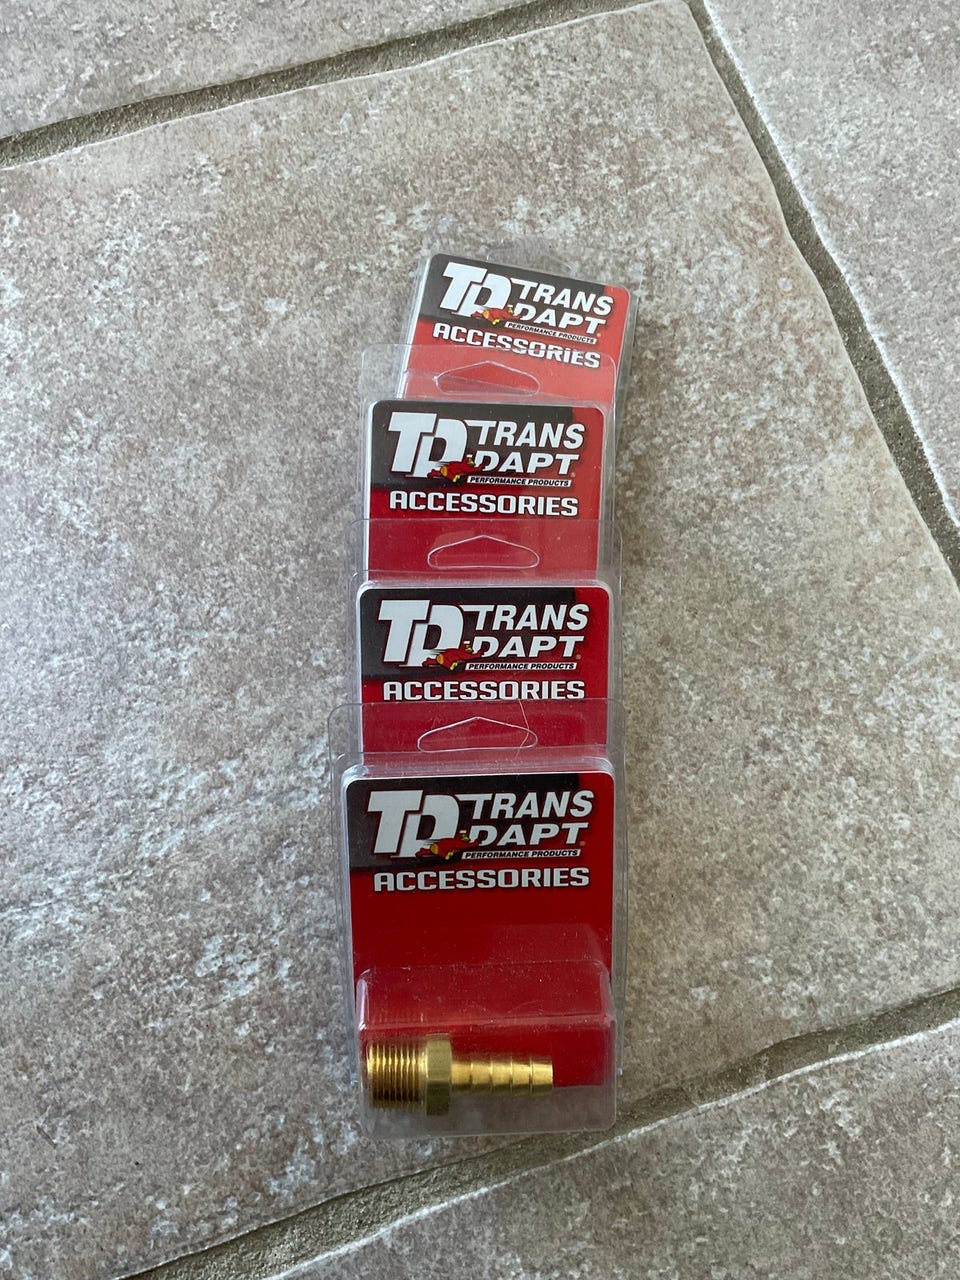 TD TRANS
DAPT®
PERFORMANCE PRODUCTS
ACCESSORIES
TD TRANS
DAPT®
PERFORMANCE PRODUCTS
ACCESSORIES
TD TRANS
DAPT®
PERFORMANCE PRODUCTS
ACCESSORIES
TD TRANS
DAPT®
PERFORMANCE PRODUCTS
ACCESSORIES